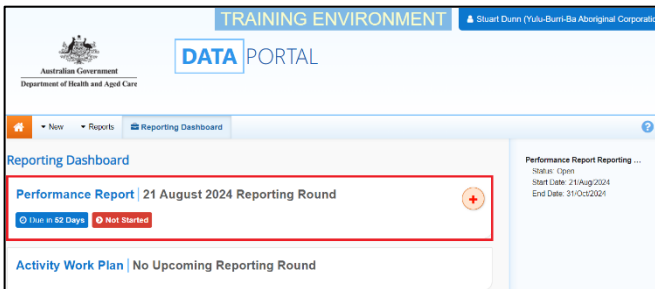 TRAINING ENVIRONMENT
Stuart Dunn (Yulu-Burri-Ba Aboriginal Corporatio
Australian Government
Department of Health and Aged Care
DATA PORTAL
New Reports Reporting Dashboard
Reporting Dashboard
Performance Report | 21 August 2024 Reporting Round
Due in 52 Days Not Started
Activity Work Plan | No Upcoming Reporting Round
Performance Report Reporting ...
Status: Open
Start Date: 21/Aug/2024
End Date: 31/Oct/2024